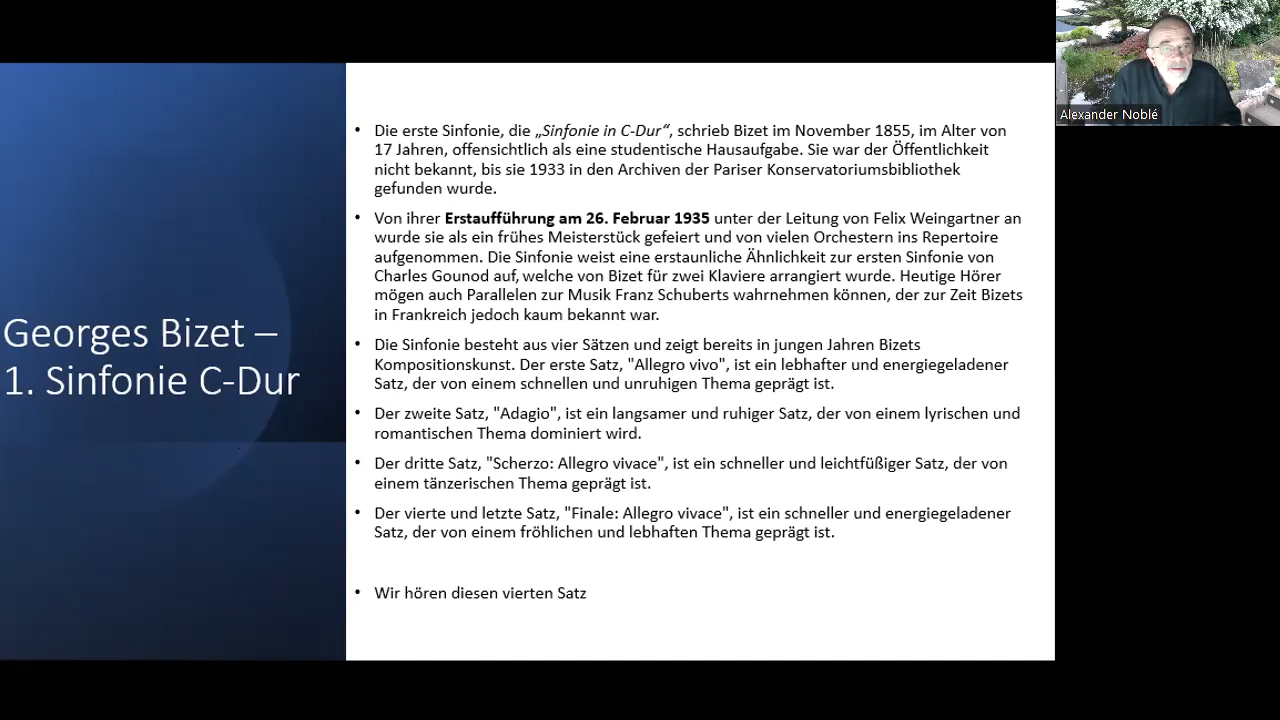 Georges Bizet –
1. Sinfonie C-Dur
• Die erste Sinfonie, die „Sinfonie in C-Dur“, schrieb Bizet im November 1855, im Alter von
17 Jahren, offensichtlich als eine studentische Hausaufgabe. Sie war der Öffentlichkeit
nicht bekannt, bis sie 1933 in den Archiven der Pariser Konservatoriumsbibliothek
gefunden wurde.
• Von ihrer Erstaufführung am 26. Februar 1935 unter der Leitung von Felix Weingartner an
wurde sie als ein frühes Meisterstück gefeiert und von vielen Orchestern ins Repertoire
aufgenommen. Die Sinfonie weist eine erstaunliche Ähnlichkeit zur ersten Sinfonie von
Charles Gounod auf, welche von Bizet für zwei Klaviere arrangiert wurde. Heutige Hörer
mögen auch Parallelen zur Musik Franz Schuberts wahrnehmen können, der zur Zeit Bizets
in Frankreich jedoch kaum bekannt war.
• Die Sinfonie besteht aus vier Sätzen und zeigt bereits in jungen Jahren Bizets
Kompositionskunst. Der erste Satz, "Allegro vivo", ist ein lebhafter und energiegeladener
Satz, der von einem schnellen und unruhigen Thema geprägt ist.
• Der zweite Satz, "Adagio", ist ein langsamer und ruhiger Satz, der von einem lyrischen und
romantischen Thema dominiert wird.
• Der dritte Satz, "Scherzo: Allegro vivace", ist ein schneller und leichtfüßiger Satz, der von
einem tänzerischen Thema geprägt ist.
• Der vierte und letzte Satz, "Finale: Allegro vivace", ist ein schneller und energiegeladener
Satz, der von einem fröhlichen und lebhaften Thema geprägt ist.
• Wir hören diesen vierten Satz
Alexander Noblé